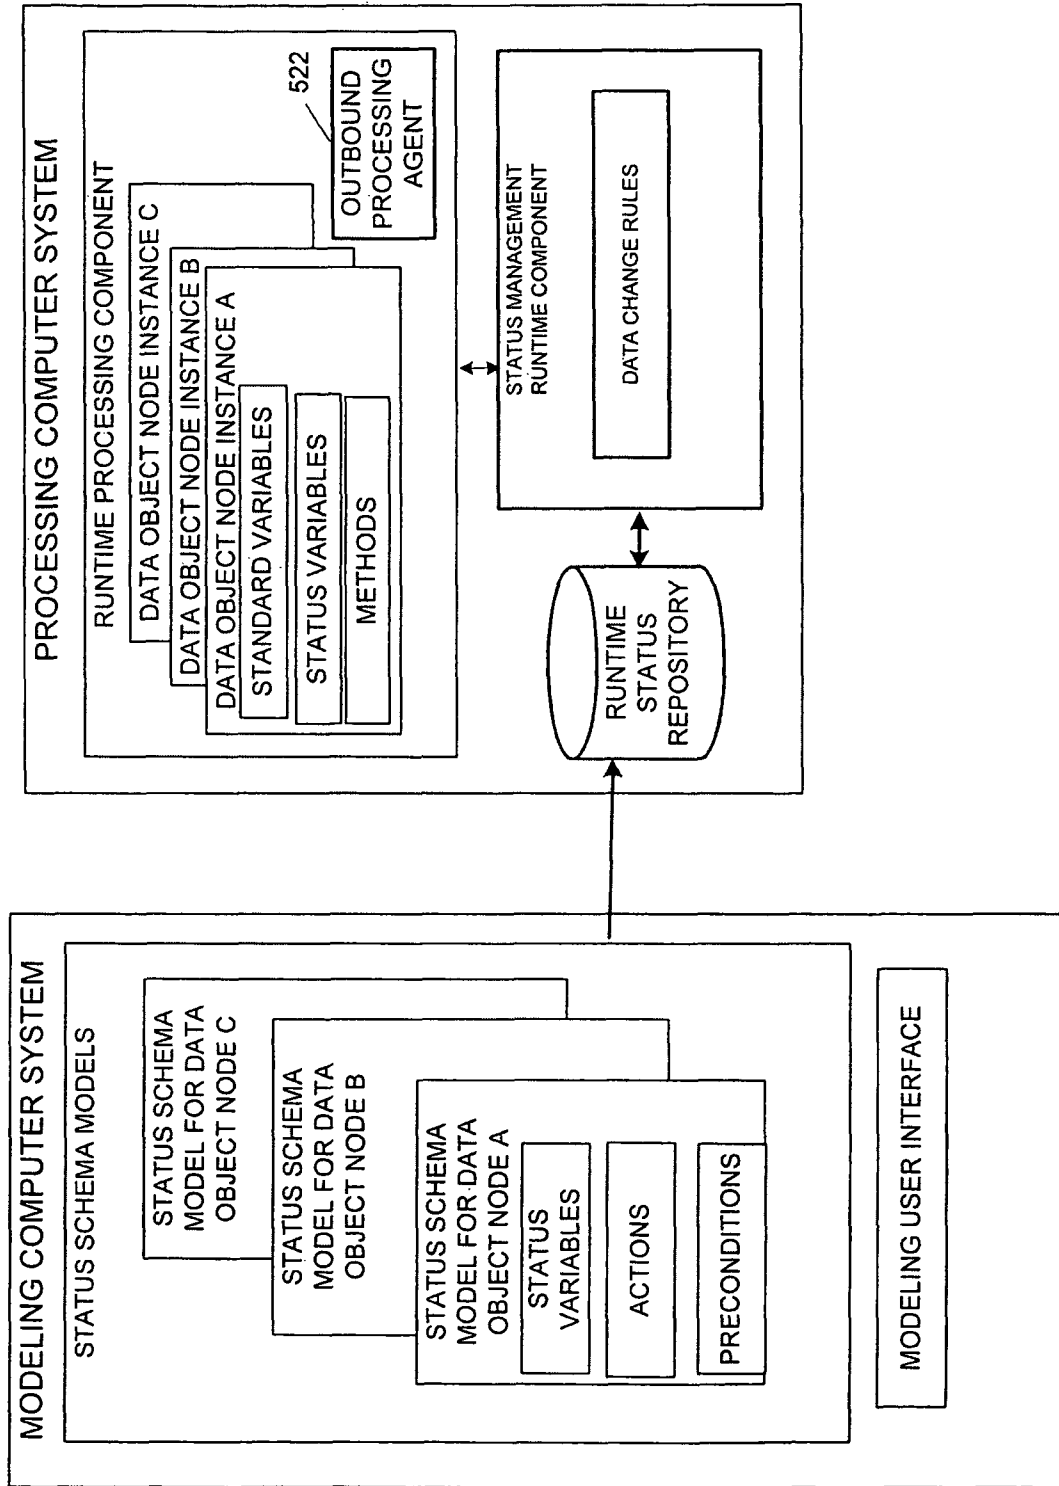 MODELING COMPUTER SYSTEM
STATUS SCHEMA MODELS
STATUS SCHEMA
MODEL FOR DATA
OBJECT NODE C
STATUS SCHEMA
MODEL FOR DATA
OBJECT NODE B
STATUS SCHEMA
MODEL FOR DATA
OBJECT NODE A
STATUS
VARIABLES
ACTIONS
PRECONDITIONS
MODELING USER INTERFACE
PROCESSING COMPUTER SYSTEM
RUNTIME PROCESSING COMPONENT
DATA OBJECT NODE INSTANCE C
DATA OBJECT NODE INSTANCE B
DATA OBJECT NODE INSTANCE A
STANDARD VARIABLES
STATUS VARIABLES
METHODS
522
OUTBOUND
PROCESSING
AGENT
RUNTIME
STATUS
REPOSITORY
STATUS MANAGEMENT
RUNTIME COMPONENT
DATA CHANGE RULES